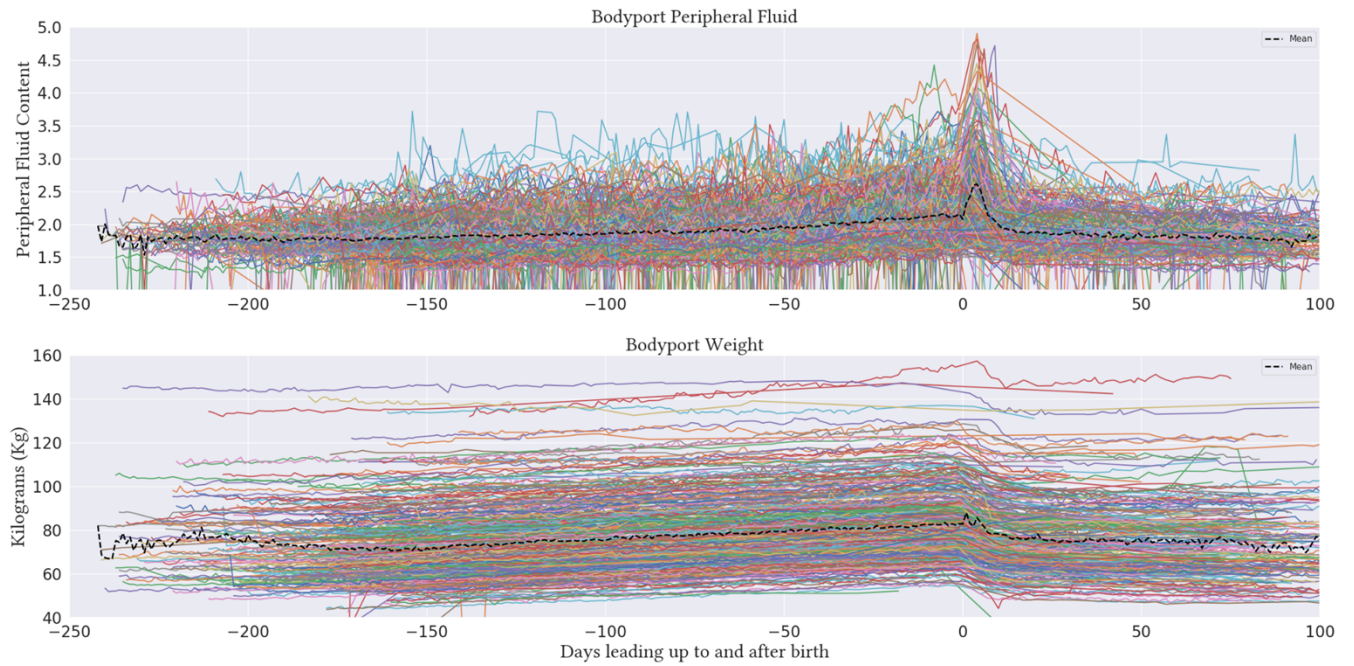 Bodyport Peripheral Fluid
5.0
4.5
4.0
3.5
3.0
2.5
2.0
1.5
1.0
Peripheral Fluid Content
Mean
−250 −200 −150 −100 −50 0 50 100
Bodyport Weight
160
140
120
100
80
60
40
Kilograms (Kg)
Mean
−250 −200 −150 −100 −50 0 50 100
Days leading up to and after birth